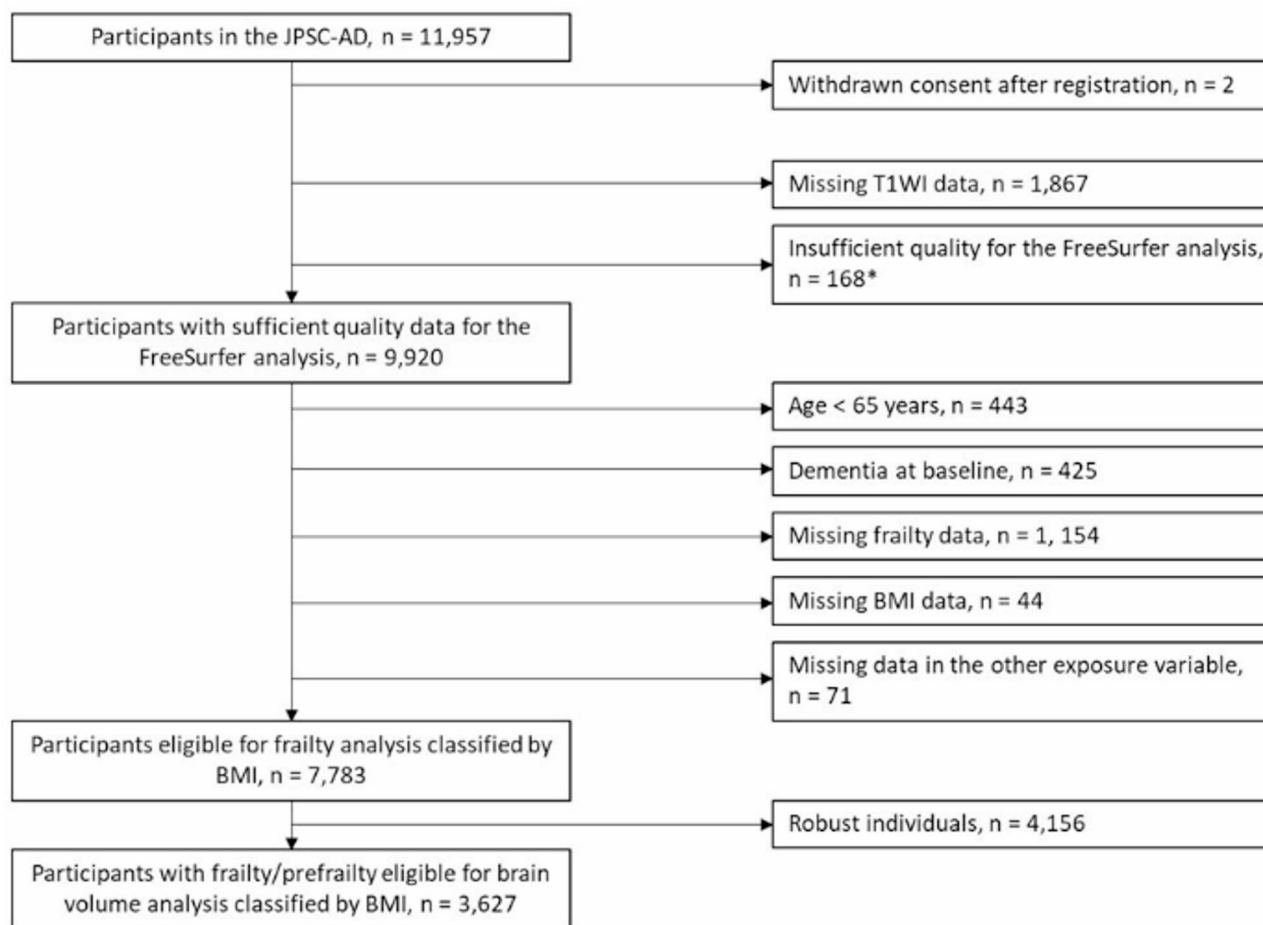 Participants in the JPSC-AD, n = 11,957
Withdrawn consent after registration, n = 2
Missing T1WI data, n = 1,867
Insufficient quality for the FreeSurfer analysis,
n = 168*
Participants with sufficient quality data for the
FreeSurfer analysis, n = 9,920
Age < 65 years, n = 443
Dementia at baseline, n = 425
Missing frailty data, n = 1, 154
Missing BMI data, n = 44
Missing data in the other exposure variable,
n = 71
Participants eligible for frailty analysis classified by
BMI, n = 7,783
Robust individuals, n = 4,156
Participants with frailty/prefrailty eligible for brain
volume analysis classified by BMI, n = 3,627